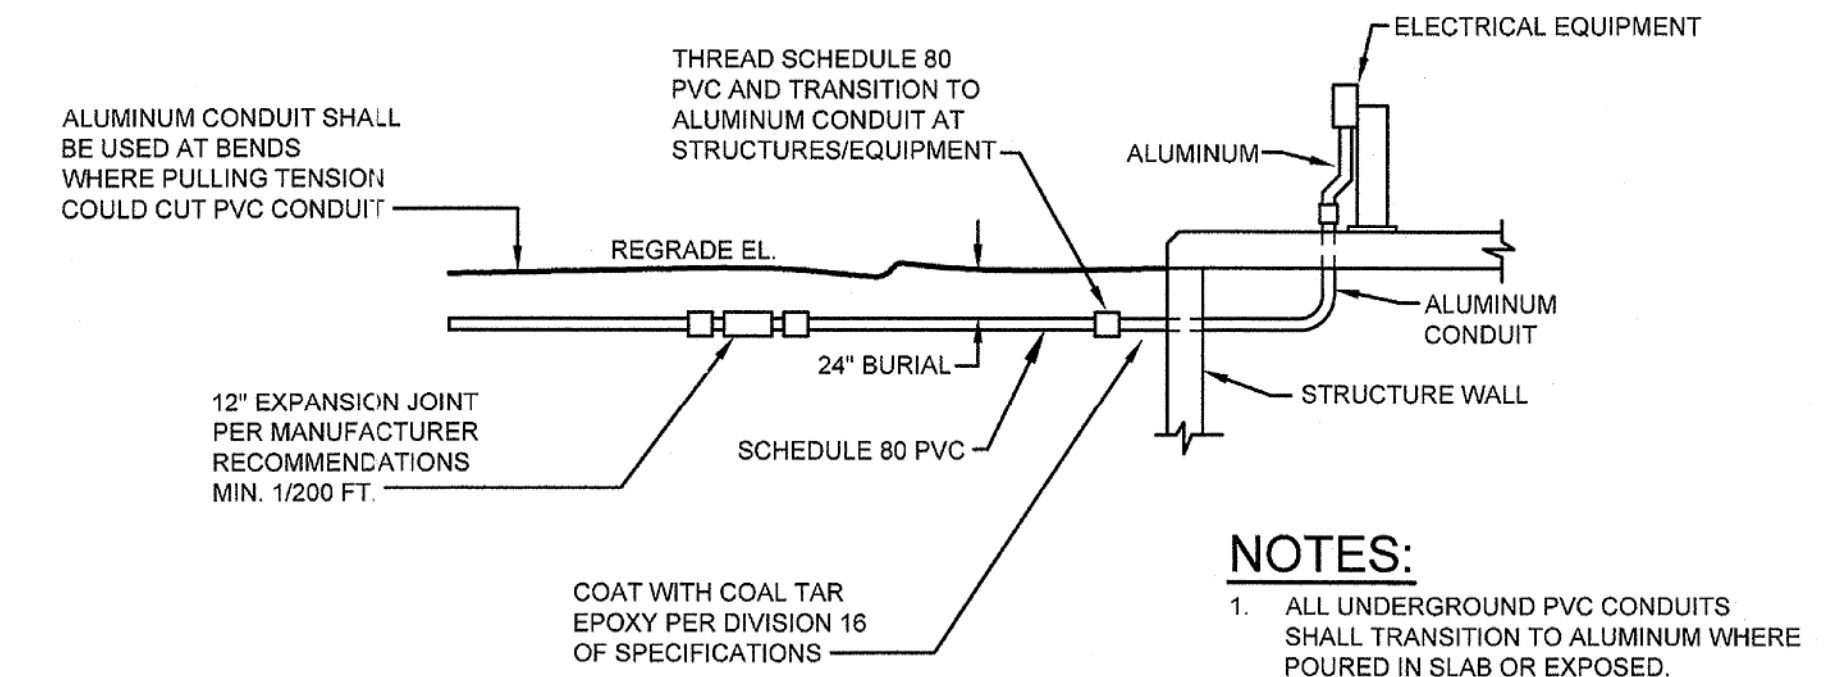 ELECTRICAL EQUIPMENT
THREAD SCHEDULE 80
PVC AND TRANSITION TO
ALUMINUM CONDUIT AT
STRUCTURES/EQUIPMENT
ALUMINUM CONDUIT SHALL
BE USED AT BENDS
WHERE PULLING TENSION
COULD CUT PVC CONDUIT
ALUMINUM
REGRADE EL.
ALUMINUM
CONDUIT
24" BURIAL
STRUCTURE WALL
12" EXPANSION JOINT
PER MANUFACTURER
RECOMMENDATIONS
MIN. 1/200 FT.
SCHEDULE 80 PVC
COAT WITH COAL TAR
EPOXY PER DIVISION 16
OF SPECIFICATIONS
NOTES:
1. ALL UNDERGROUND PVC CONDUITS
SHALL TRANSITION TO ALUMINUM WHERE
POURED IN SLAB OR EXPOSED.